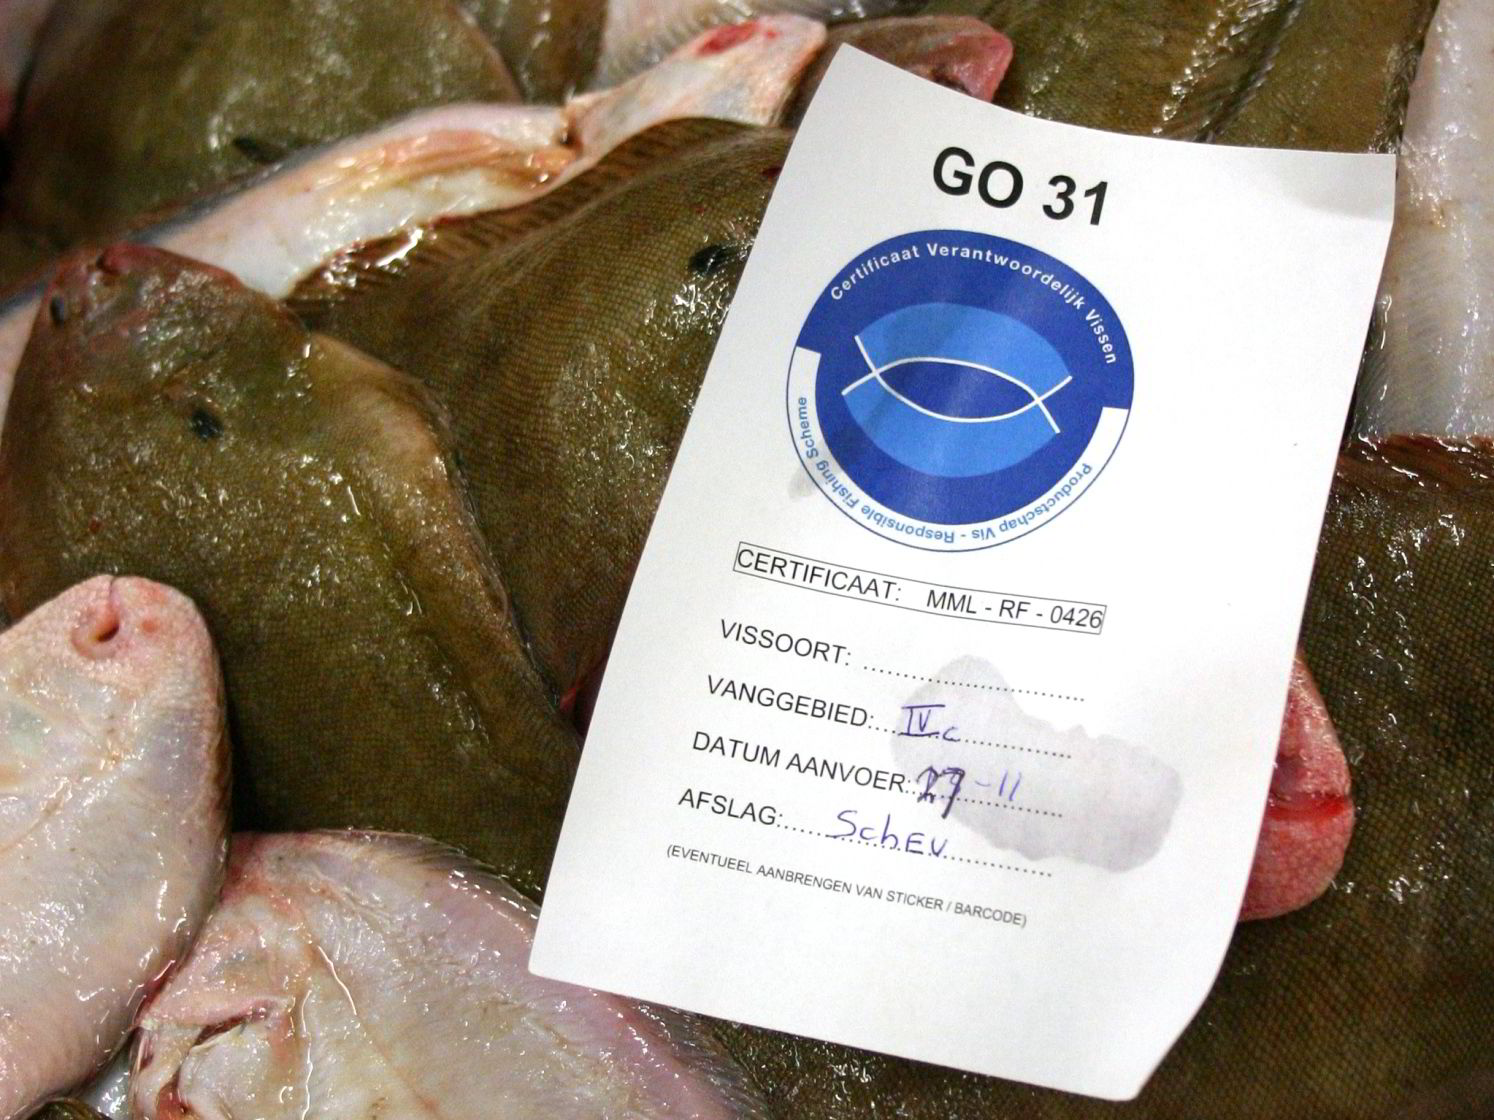 GO 31
Certificaat Verantwoordelijk Vissen
Productschap Vis - Responsible Fishing Scheme
CERTIFICAAT: MML - RF - 0426
VISSOORT:
VANGGEBIED: IVc
DATUM AANVOER: 27-11
AFSLAG: SchEV
(EVENTUEEL AANBRENGEN VAN STICKER / BARCODE)